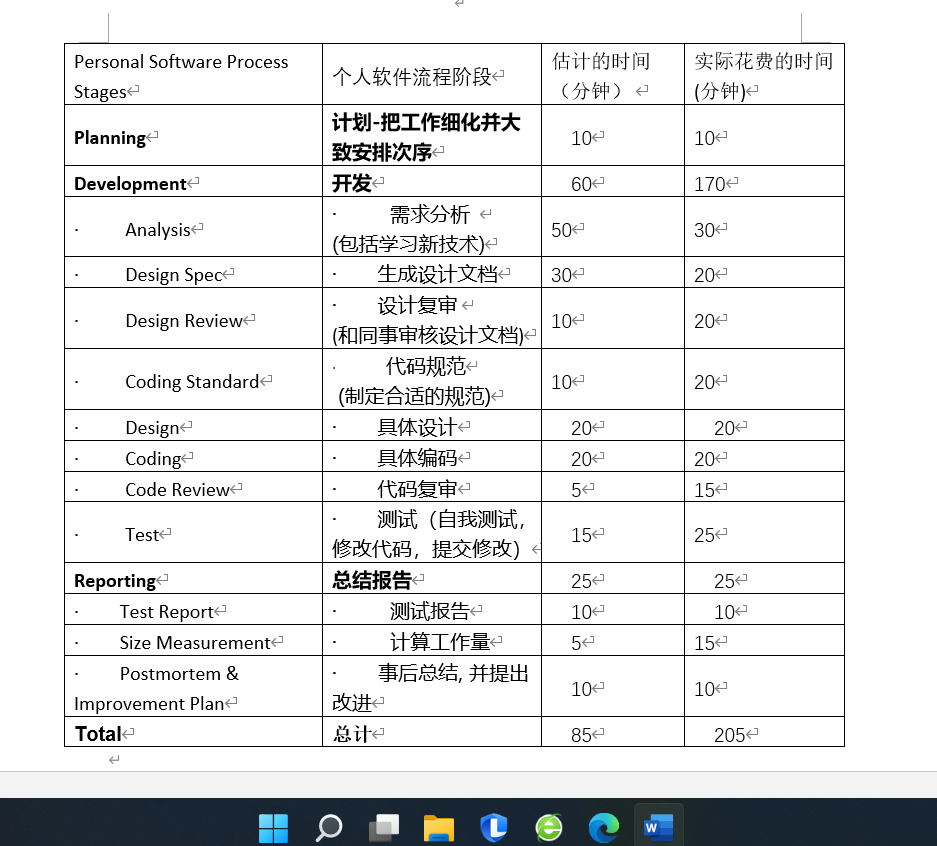 Personal Software Process
Stages
个人软件流程阶段
估计的时间
（分钟）
实际花费的时间
(分钟)
Planning
计划-把工作细化并大
致安排次序
10
10
Development
开发
60
170
· Analysis
· 需求分析
(包括学习新技术)
50
30
· Design Spec
· 生成设计文档
30
20
· Design Review
· 设计复审
(和同事审核设计文档)
10
20
· Coding Standard
· 代码规范
(制定合适的规范)
10
20
· Design
· 具体设计
20
20
· Coding
· 具体编码
20
20
· Code Review
· 代码复审
5
15
· Test
· 测试（自我测试，
修改代码，提交修改）
15
25
Reporting
总结报告
25
25
· Test Report
· 测试报告
10
10
· Size Measurement
· 计算工作量
5
15
· Postmortem &
Improvement Plan
· 事后总结, 并提出
改进
10
10
Total
总计
85
205
W